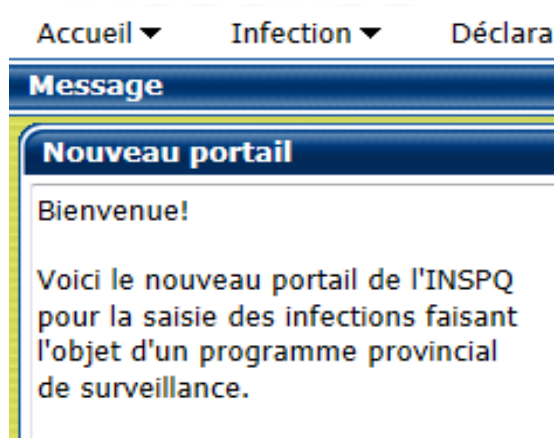 Accueil Infection Déclara
Message
Nouveau portail
Bienvenue!
Voici le nouveau portail de l'INSPQ
pour la saisie des infections faisant
l'objet d'un programme provincial
de surveillance.